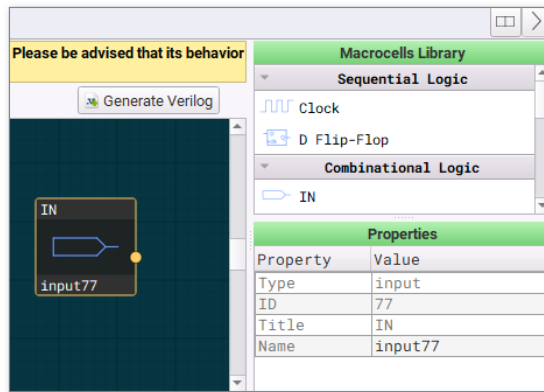 Please be advised that its behavior
Generate Verilog
IN
input77
Macrocells Library
Sequential Logic
Clock
D Flip-Flop
Combinational Logic
IN
Properties
Property Value
Type input
ID 77
Title IN
Name input77